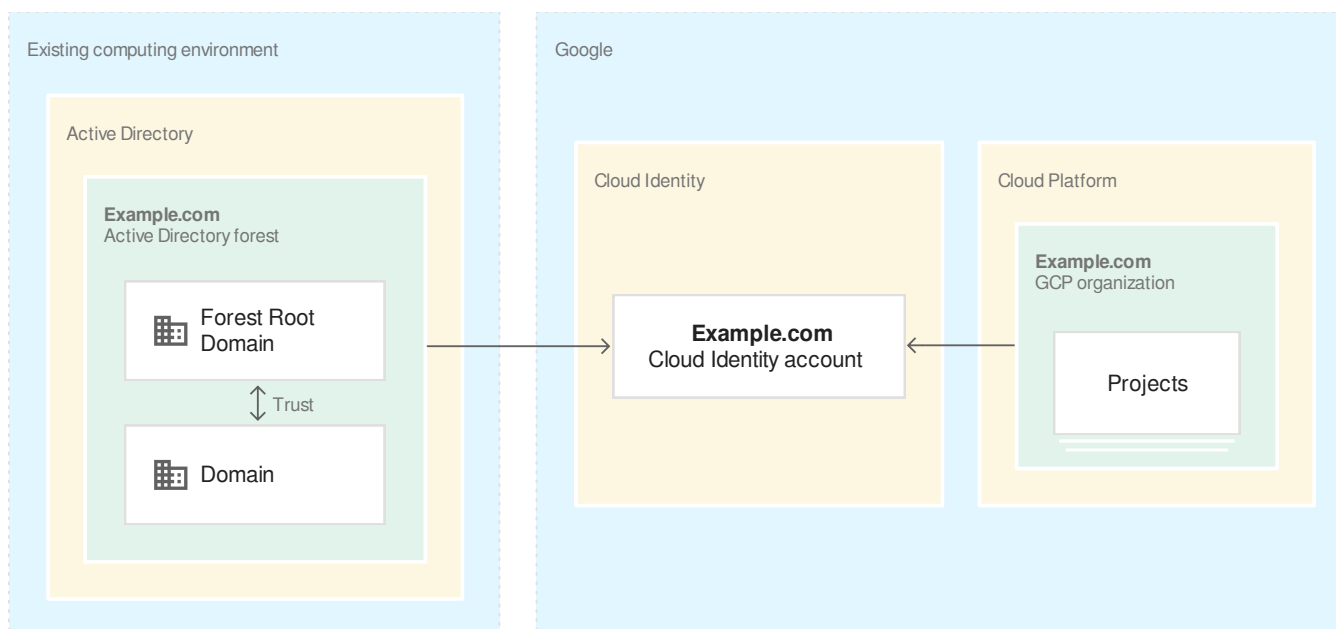 Existing computing environment
Active Directory
Example.com
Active Directory forest
Forest Root
Domain
Trust
Domain
Google
Cloud Identity
Example.com
Cloud Identity account
Cloud Platform
Example.com
GCP organization
Projects